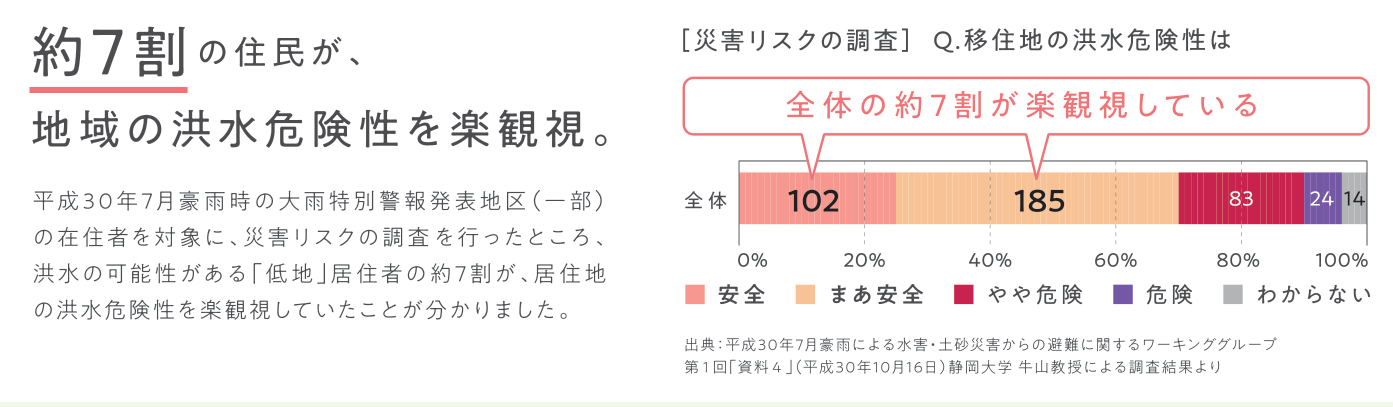 約7割の住民が、
地域の洪水危険性を楽観視。
平成30年7月豪雨時の大雨特別警報発表地区（一部）
の在住者を対象に、災害リスクの調査を行ったところ、
洪水の可能性がある「低地」居住者の約7割が、居住地
の洪水危険性を楽観視していたことが分かりました。
［災害リスクの調査］ Q.移住地の洪水危険性は
全体の約7割が楽観視している
全体 102 185 83 24 14
0% 20% 40% 60% 80% 100%
安全 まあ安全 やや危険 危険 わからない
出典：平成30年7月豪雨による水害・土砂災害からの避難に関するワーキンググループ
第1回「資料４」（平成30年10月16日）静岡大学 牛山教授による調査結果より